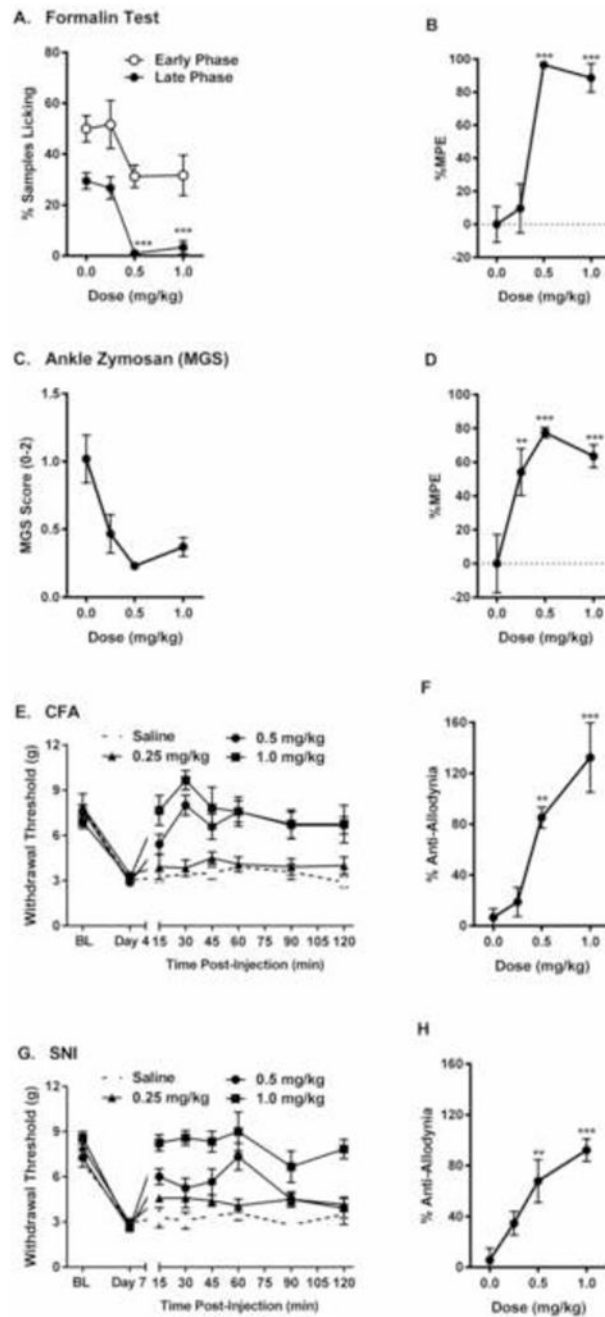 A. Formalin Test
80
60
40
20
0
% Samples Licking
Early Phase
Late Phase
***
***
0.0 0.5 1.0
Dose (mg/kg)
B
100
80
60
40
20
0
-20
%MPE
***
***
0.0 0.5 1.0
Dose (mg/kg)
C. Ankle Zymosan (MGS)
1.5
1.0
0.5
0.0
MGS Score (0-2)
0.0 0.5 1.0
Dose (mg/kg)
D
100
80
60
40
20
0
-20
%MPE
**
***
***
0.0 0.5 1.0
Dose (mg/kg)
E. CFA
Saline
0.25 mg/kg
0.5 mg/kg
1.0 mg/kg
12
9
6
3
0
Withdrawal Threshold (g)
BL Day 4 15 30 45 60 75 90 105 120
Time Post-Injection (min)
F
160
120
80
40
0
% Anti-Allodynia
**
***
0.0 0.5 1.0
Dose (mg/kg)
G. SNI
Saline
0.25 mg/kg
0.5 mg/kg
1.0 mg/kg
12
9
6
3
0
Withdrawal Threshold (g)
BL Day 7 15 30 45 60 75 90 105 120
Time Post-Injection (min)
H
160
120
80
40
0
% Anti-Allodynia
**
***
0.0 0.5 1.0
Dose (mg/kg)